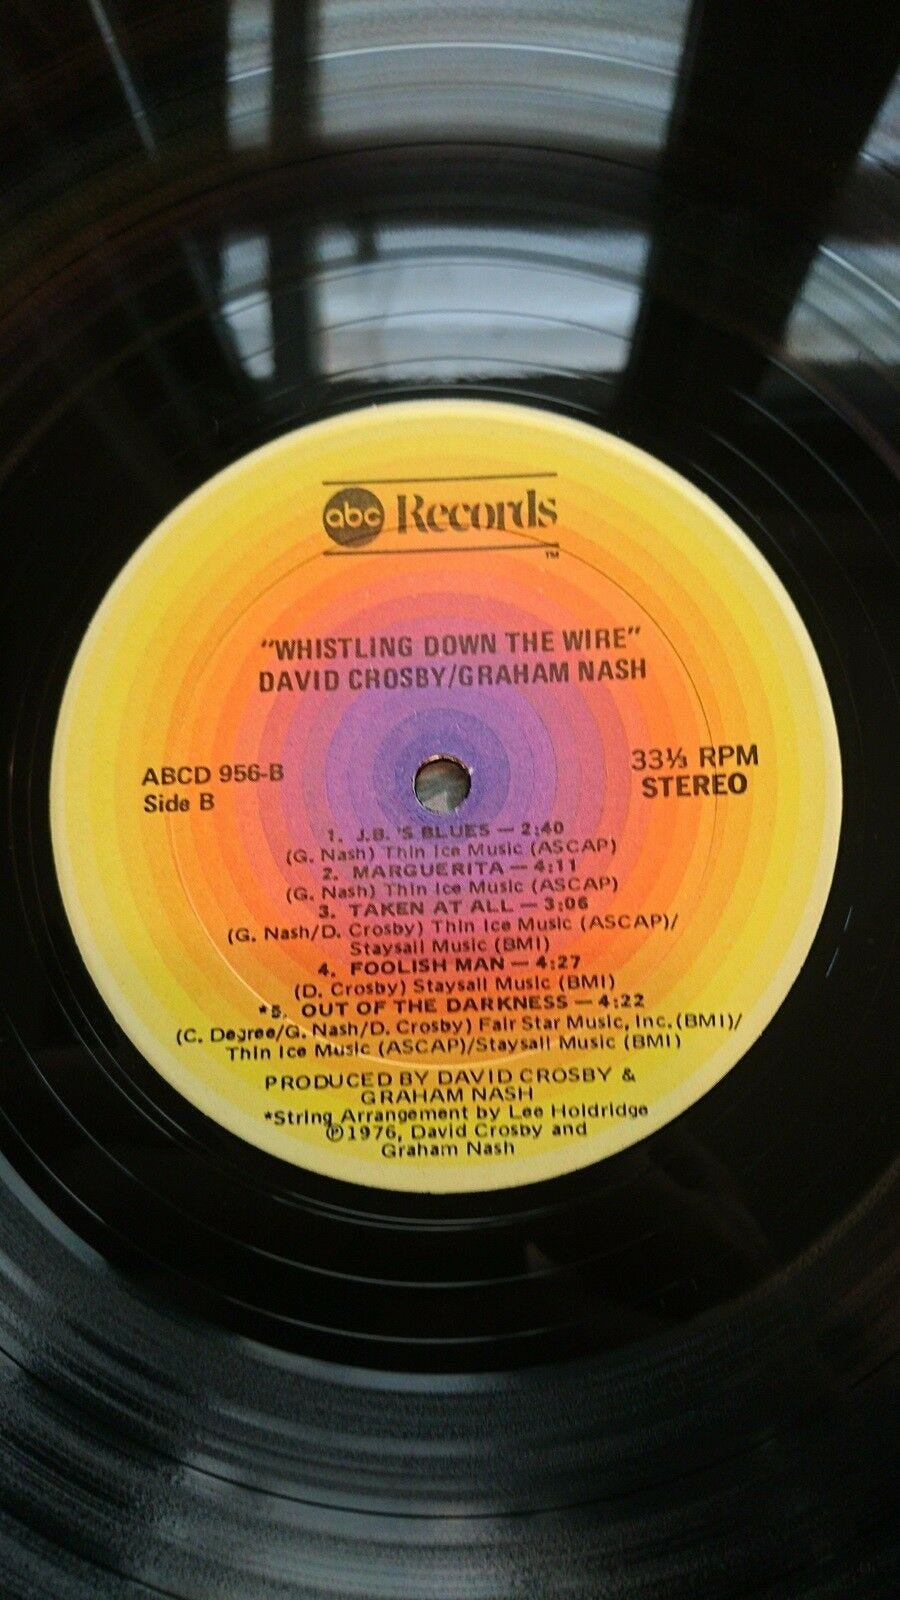 abc Records
™
"WHISTLING DOWN THE WIRE"
DAVID CROSBY/GRAHAM NASH
ABCD 956-B
Side B
33⅓ RPM
STEREO
1. J.B.'S BLUES — 2:40
(G. Nash) Thin Ice Music (ASCAP)
2. MARGUERITA — 4:11
(G. Nash) Thin Ice Music (ASCAP)
3. TAKEN AT ALL — 3:06
(G. Nash/D. Crosby) Thin Ice Music (ASCAP)/
Staysail Music (BMI)
4. FOOLISH MAN — 4:27
(D. Crosby) Staysail Music (BMI)
*5. OUT OF THE DARKNESS — 4:22
(C. Degree/G. Nash/D. Crosby) Fair Star Music, Inc. (BMI)/
Thin Ice Music (ASCAP)/Staysail Music (BMI)
PRODUCED BY DAVID CROSBY &
GRAHAM NASH
*String Arrangement by Lee Holdridge
℗1976, David Crosby and
Graham Nash